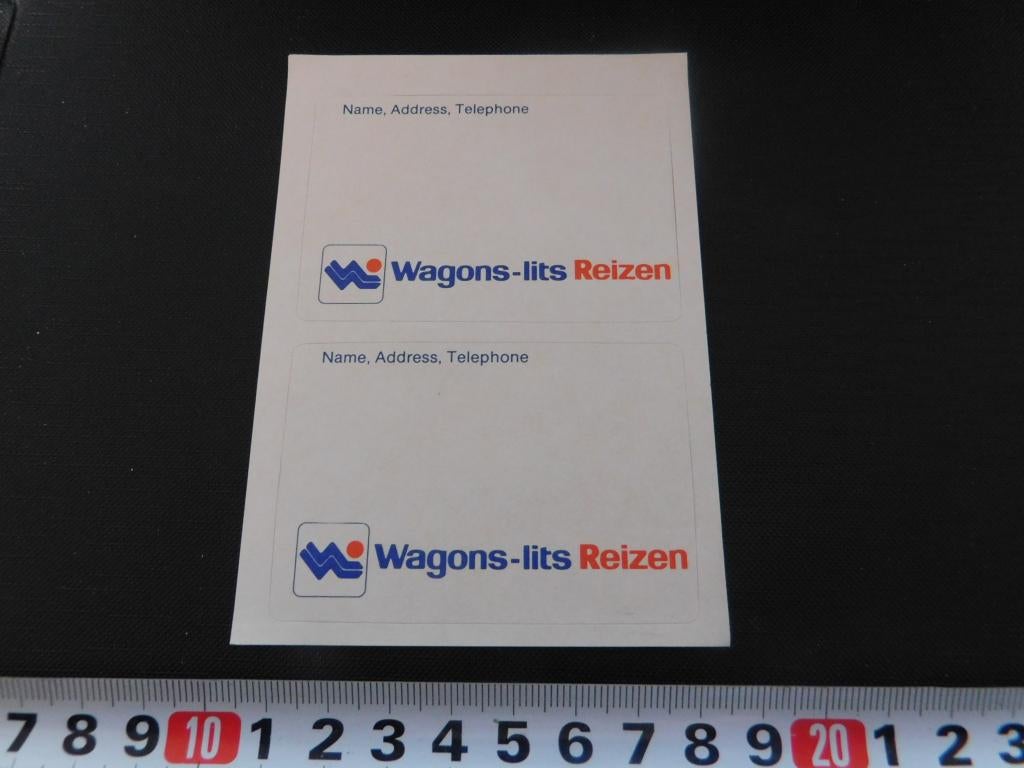 Name, Address, Telephone
Wagons-lits Reizen
Name, Address, Telephone
Wagons-lits Reizen
7 8 9 10 1 2 3 4 5 6 7 8 9 20 1 2 3